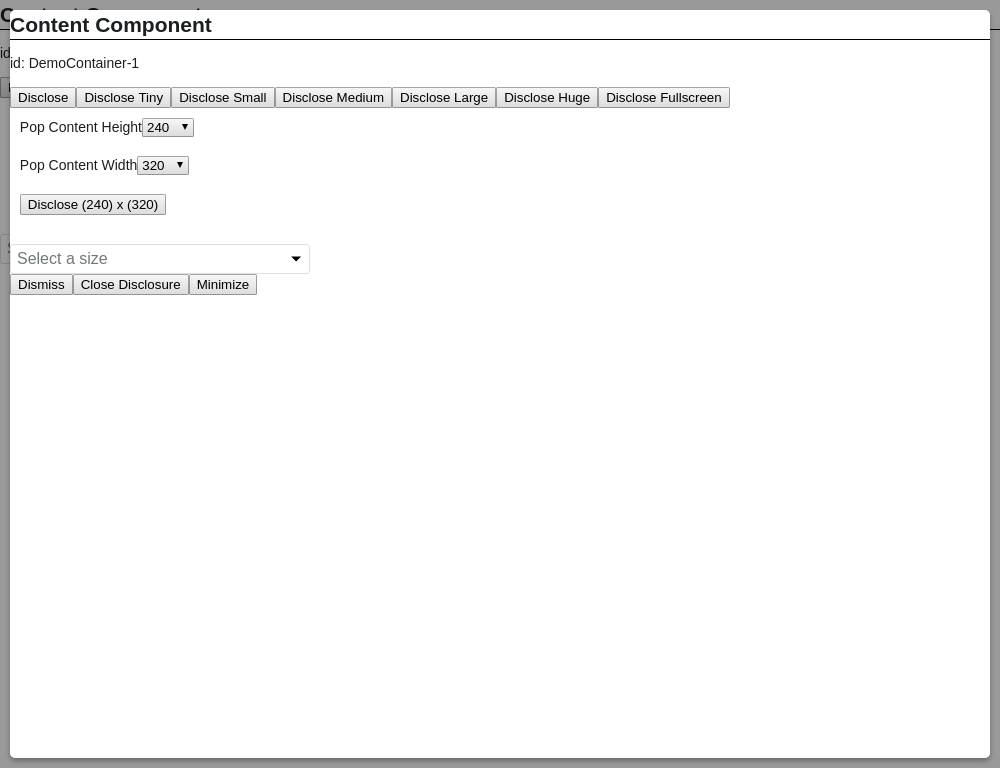 Content Component
id: DemoContainer-1
Disclose Disclose Tiny Disclose Small Disclose Medium Disclose Large Disclose Huge Disclose Fullscreen
Pop Content Height 240
Pop Content Width 320
Disclose (240) x (320)
Select a size
Dismiss Close Disclosure Minimize